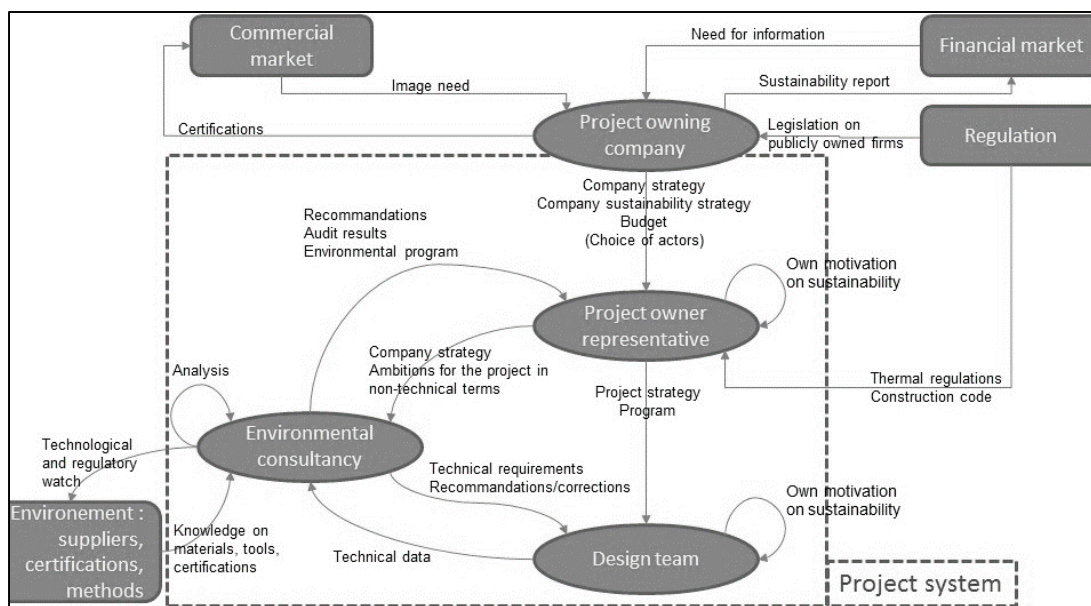 Commercial
market
Need for information
Financial market
Image need
Sustainability report
Certifications
Project owning
company
Legislation on
publicly owned firms
Regulation
Company strategy
Company sustainability strategy
Budget
(Choice of actors)
Recommandations
Audit results
Environmental program
Own motivation
on sustainability
Project owner
representative
Company strategy
Ambitions for the project in
non-technical terms
Analysis
Thermal regulations
Construction code
Project strategy
Program
Environmental
consultancy
Technological
and regulatory
watch
Technical requirements
Recommandations/corrections
Own motivation
on sustainability
Environement :
suppliers,
certifications,
methods
Knowledge on
materials, tools,
certifications
Technical data
Design team
Project system